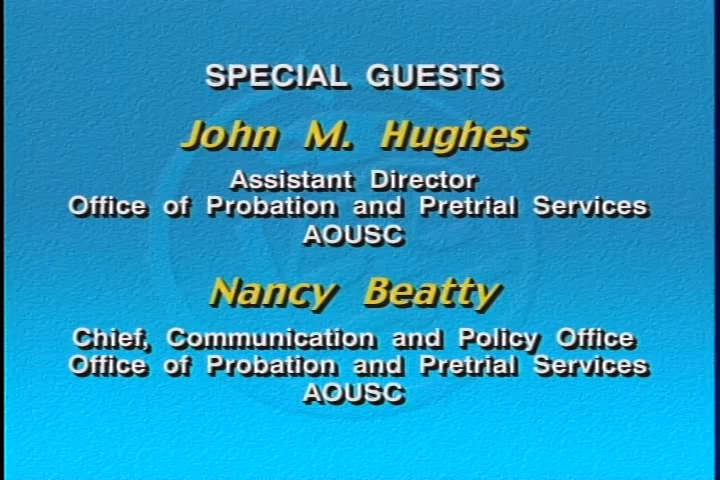 SPECIAL GUESTS
John M. Hughes
Assistant Director
Office of Probation and Pretrial Services
AOUSC
Nancy Beatty
Chief, Communication and Policy Office
Office of Probation and Pretrial Services
AOUSC